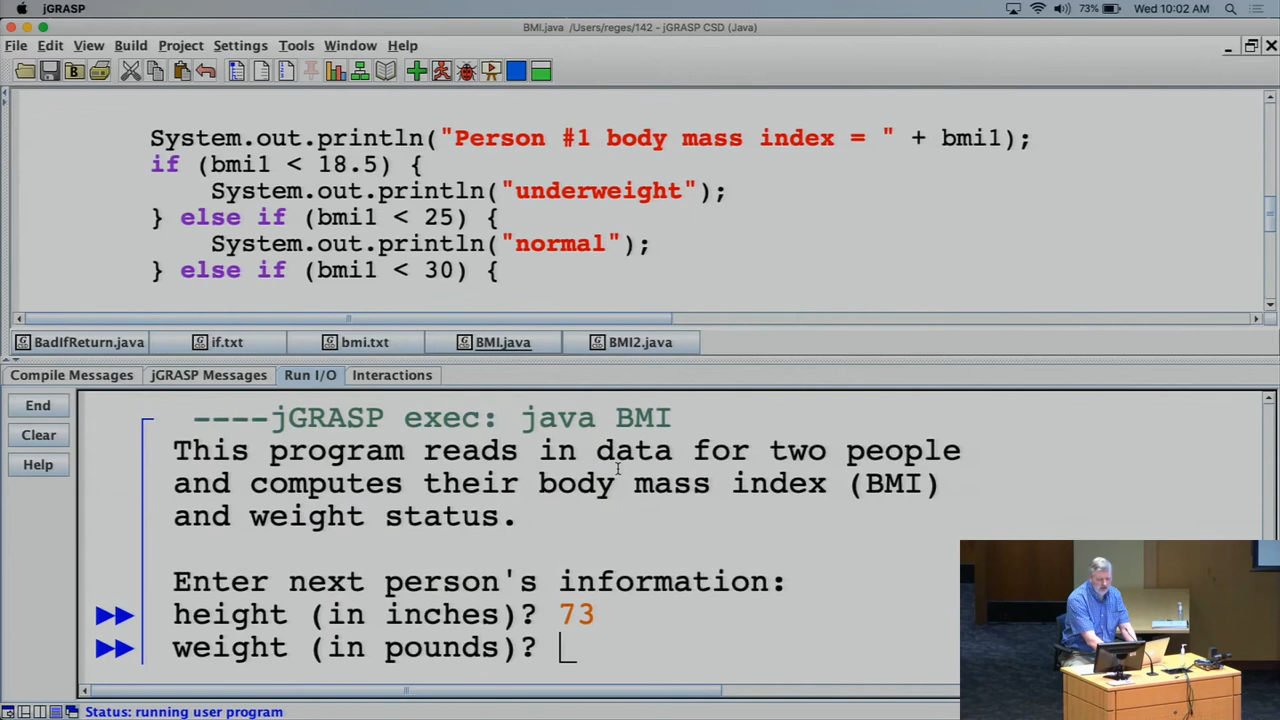 jGRASP
73%
Wed 10:02 AM
BMI.java /Users/reges/142 - jGRASP CSD (Java)
File Edit View Build Project Settings Tools Window Help
System.out.println("Person #1 body mass index = " + bmi1);
if (bmi1 < 18.5) {
System.out.println("underweight");
} else if (bmi1 < 25) {
System.out.println("normal");
} else if (bmi1 < 30) {
BadIfReturn.java if.txt bmi.txt BMI.java BMI2.java
Compile Messages jGRASP Messages Run I/O Interactions
End
Clear
Help
----jGRASP exec: java BMI
This program reads in data for two people
and computes their body mass index (BMI)
and weight status.
Enter next person's information:
height (in inches)? 73
weight (in pounds)?
Status: running user program